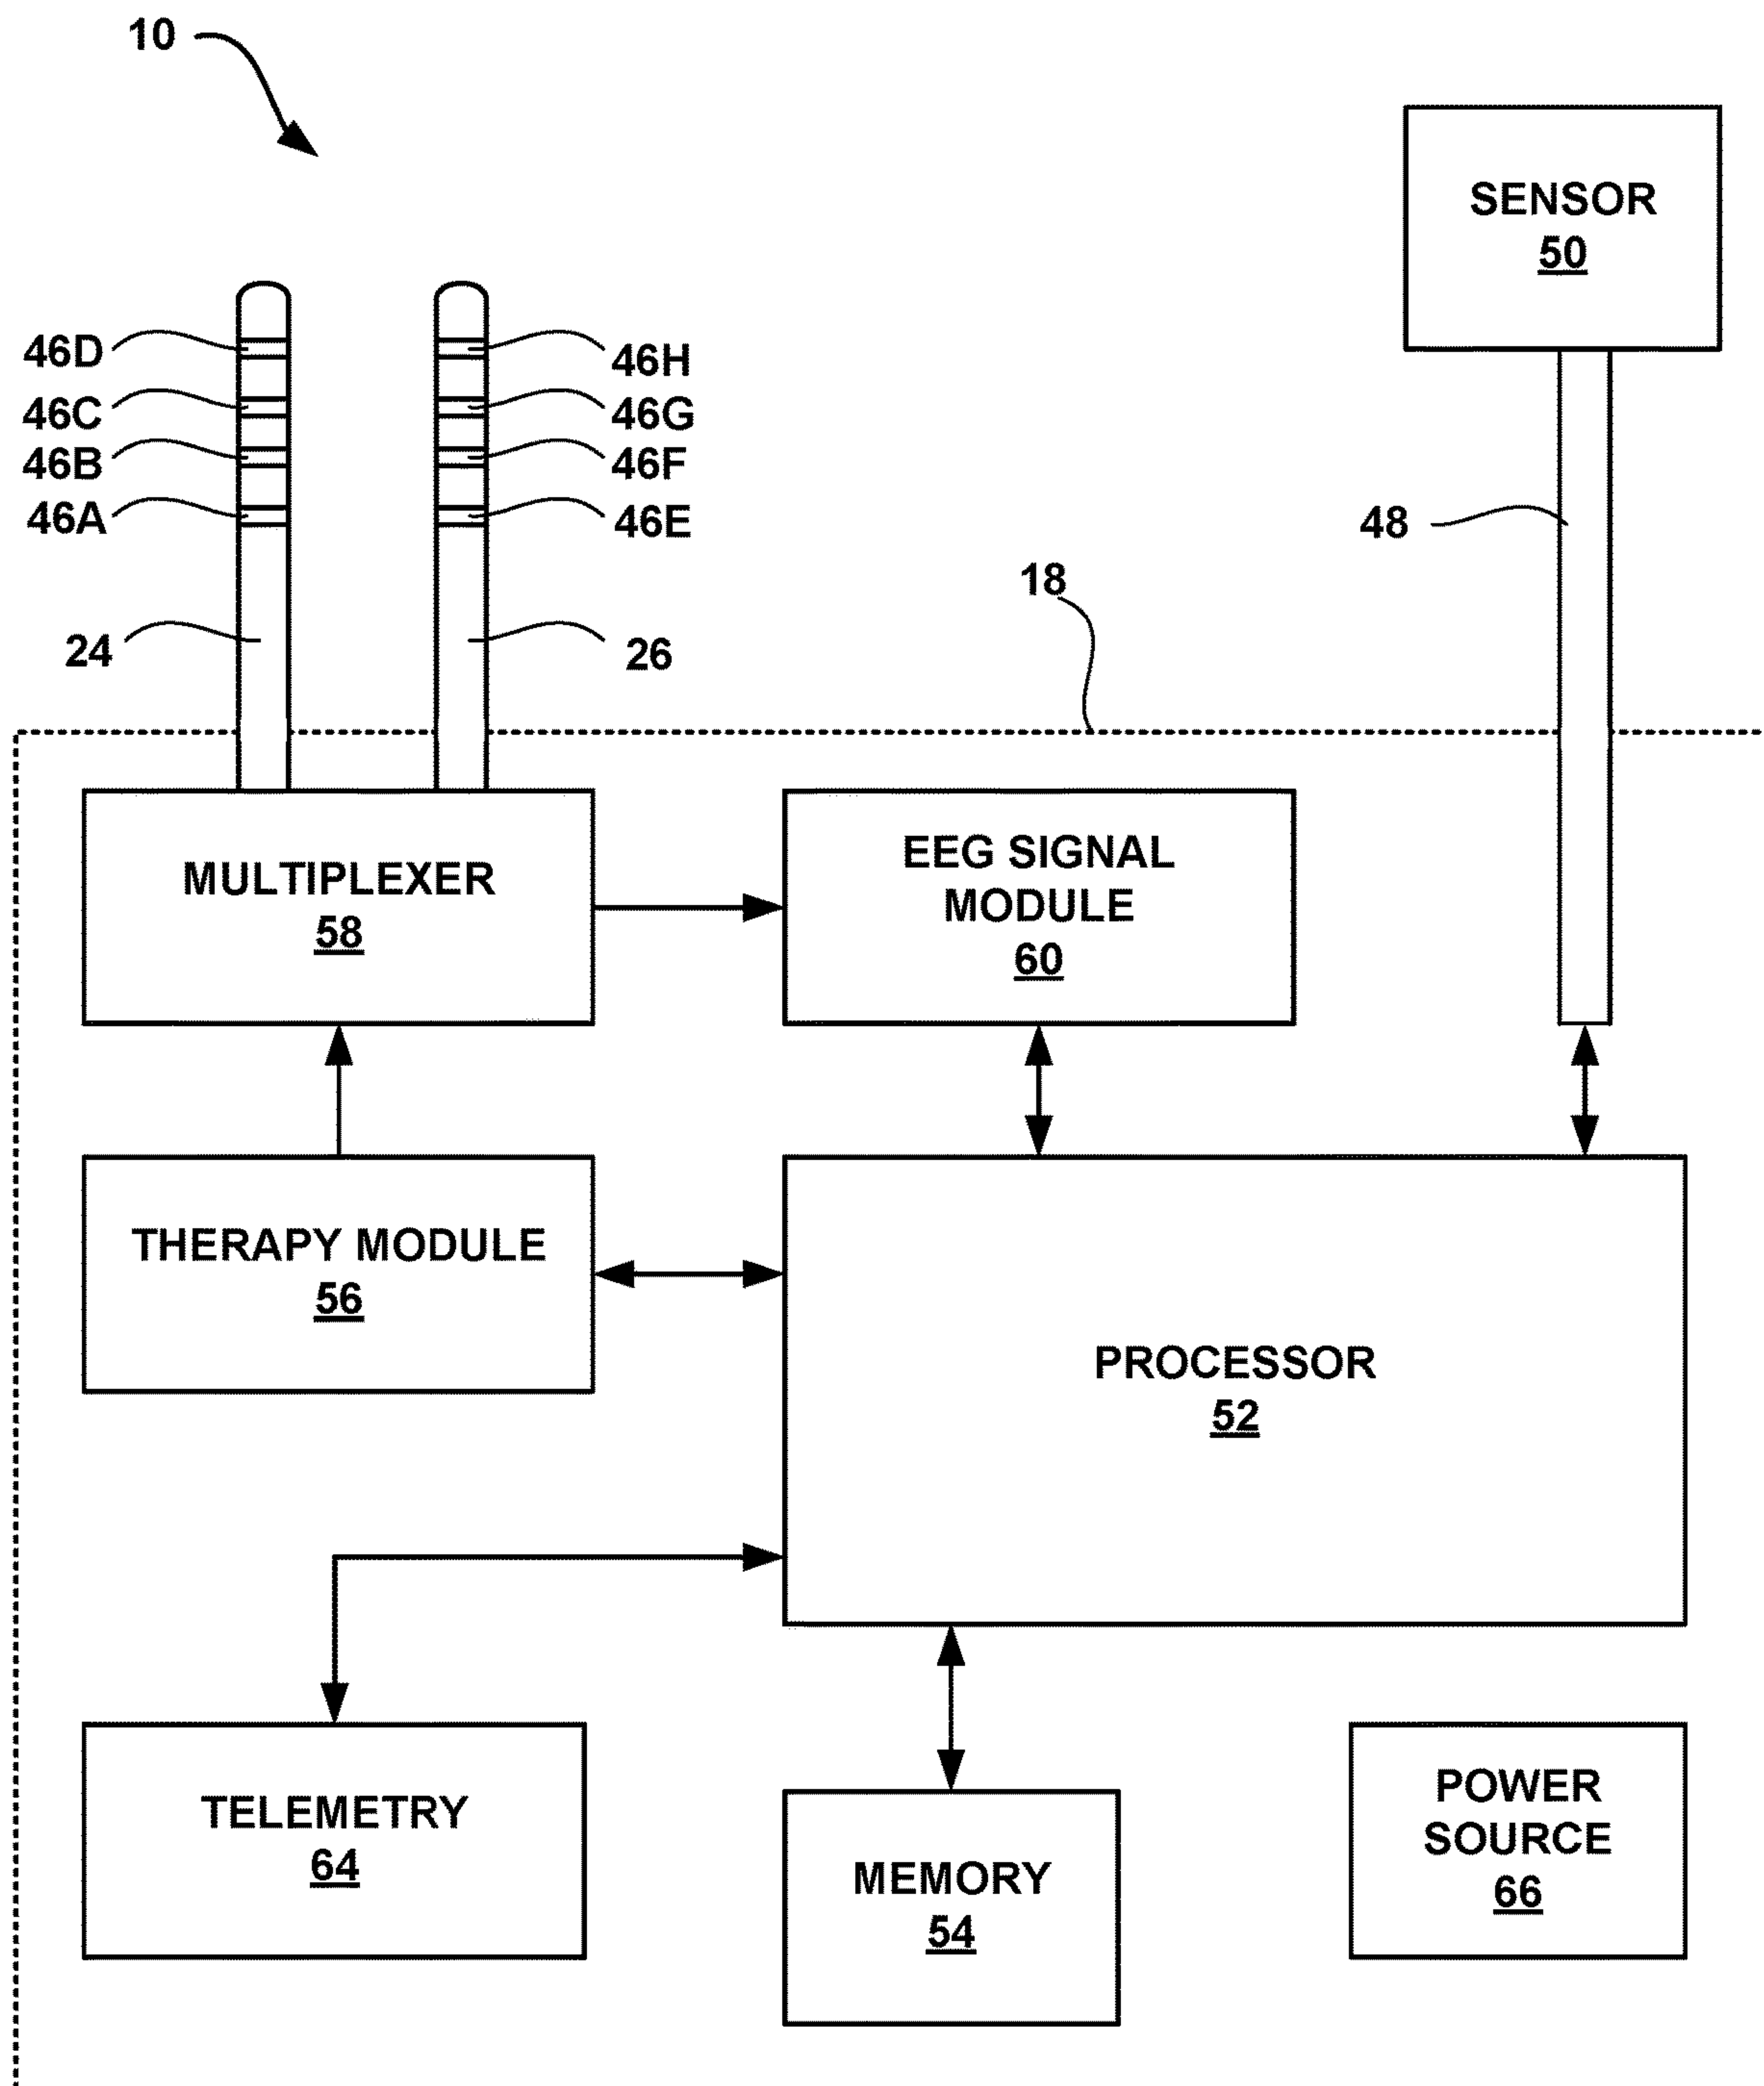 10
SENSOR
50
46D
46H
46C
46G
46B
46F
46A
46E
48
18
24
26
MULTIPLEXER
58
EEG SIGNAL
MODULE
60
THERAPY MODULE
56
PROCESSOR
52
TELEMETRY
64
MEMORY
54
POWER
SOURCE
66